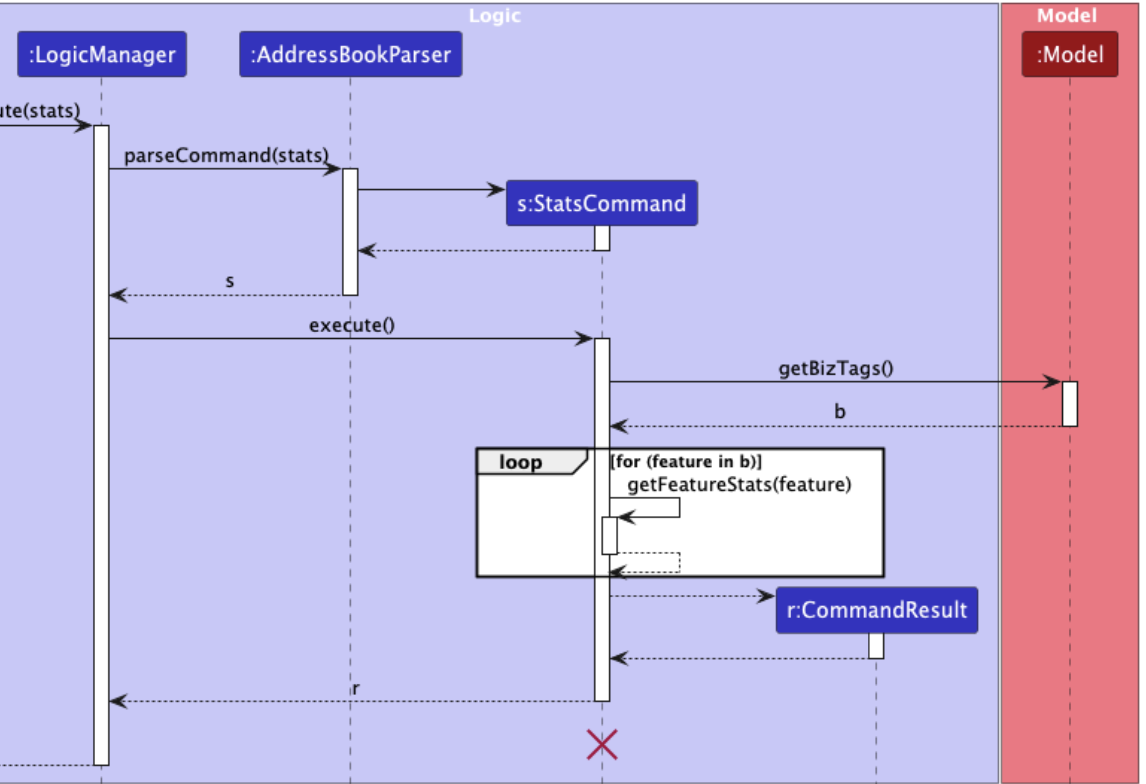 Logic
Model
:LogicManager
:AddressBookParser
:Model
ute(stats)
parseCommand(stats)
s:StatsCommand
s
execute()
getBizTags()
b
loop
[for (feature in b)]
getFeatureStats(feature)
r:CommandResult
r